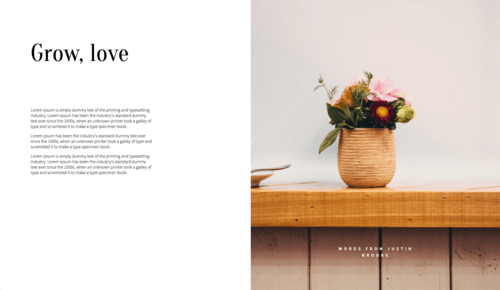 Grow, love
Lorem Ipsum is simply dummy text of the printing and typesetting
industry. Lorem Ipsum has been the industry's standard dummy
text ever since the 1500s, when an unknown printer took a galley of
type and scrambled it to make a type specimen book.
Lorem Ipsum has been the industry's standard dummy text ever
since the 1500s, when an unknown printer took a galley of type and
scrambled it to make a type specimen book.
Lorem Ipsum is simply dummy text of the printing and typesetting
industry. Lorem Ipsum has been the industry's standard dummy
text ever since the 1500s, when an unknown printer took a galley of
type and scrambled it to make a type specimen book.
WORDS FROM JUSTIN
BROOKS